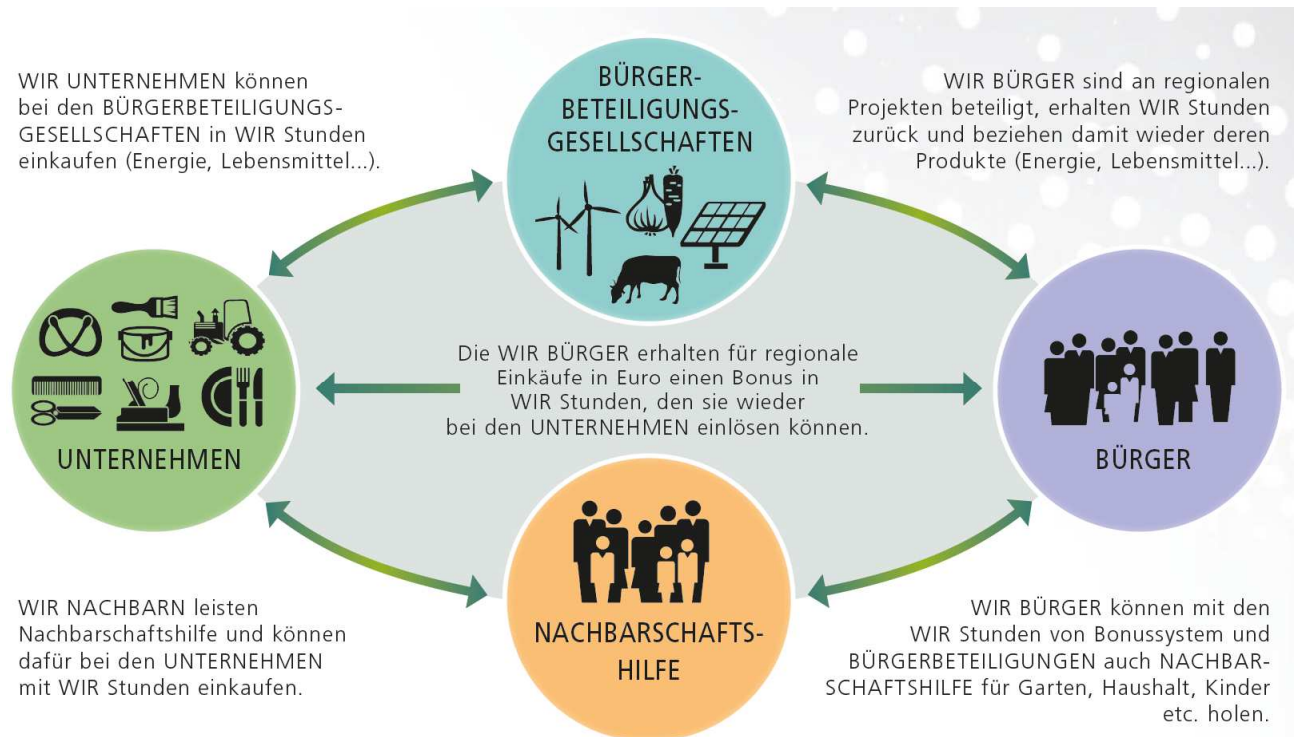 WIR UNTERNEHMEN können
bei den BÜRGERBETEILIGUNGS-
GESELLSCHAFTEN in WIR Stunden
einkaufen (Energie, Lebensmittel...).
BÜRGER-
BETEILIGUNGS-
GESELLSCHAFTEN
WIR BÜRGER sind an regionalen
Projekten beteiligt, erhalten WIR Stunden
zurück und beziehen damit wieder deren
Produkte (Energie, Lebensmittel...).
UNTERNEHMEN
Die WIR BÜRGER erhalten für regionale
Einkäufe in Euro einen Bonus in
WIR Stunden, den sie wieder
bei den UNTERNEHMEN einlösen können.
BÜRGER
WIR NACHBARN leisten
Nachbarschaftshilfe und können
dafür bei den UNTERNEHMEN
mit WIR Stunden einkaufen.
NACHBARSCHAFTS-
HILFE
WIR BÜRGER können mit den
WIR Stunden von Bonussystem und
BÜRGERBETEILIGUNGEN auch NACHBAR-
SCHAFTSHILFE für Garten, Haushalt, Kinder
etc. holen.